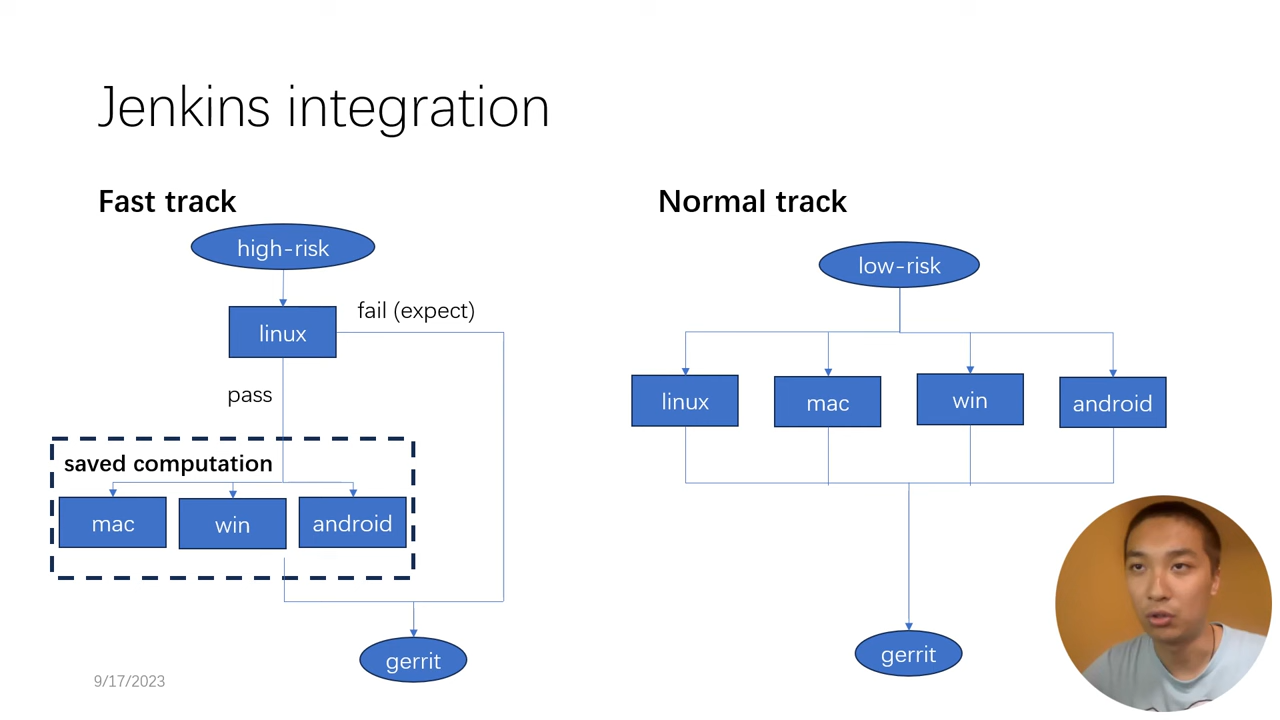 Jenkins integration
Fast track
high-risk
linux
fail (expect)
pass
saved computation
mac
win
android
gerrit
Normal track
low-risk
linux
mac
win
android
gerrit
9/17/2023